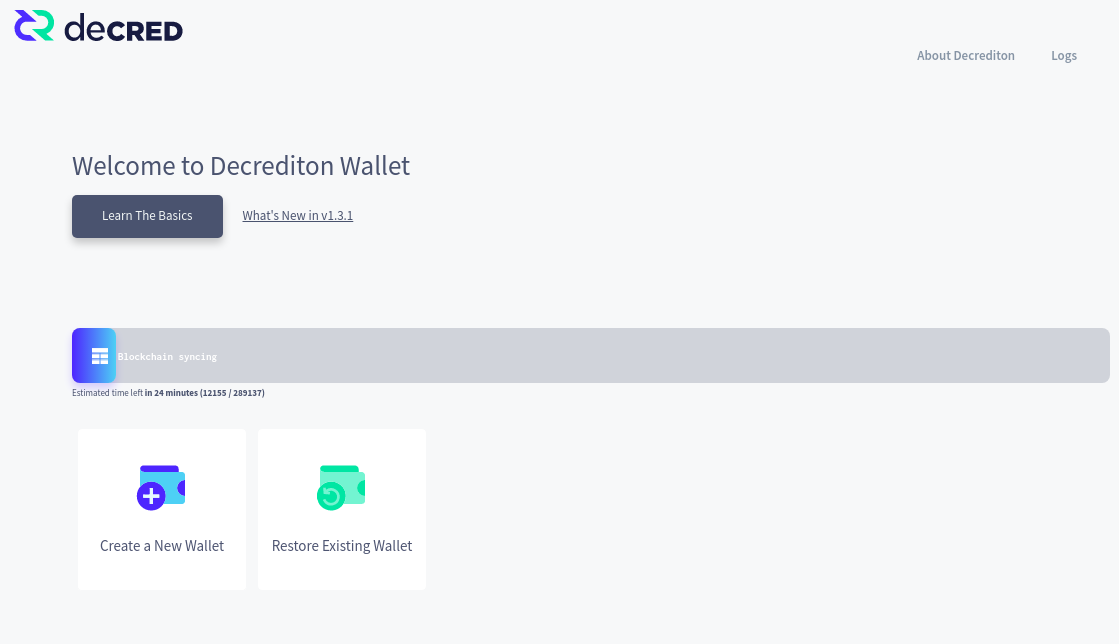 deCRED
About Decrediton Logs
Welcome to Decrediton Wallet
Learn The Basics What's New in v1.3.1
Blockchain syncing
Estimated time left in 24 minutes (12155 / 289137)
Create a New Wallet Restore Existing Wallet